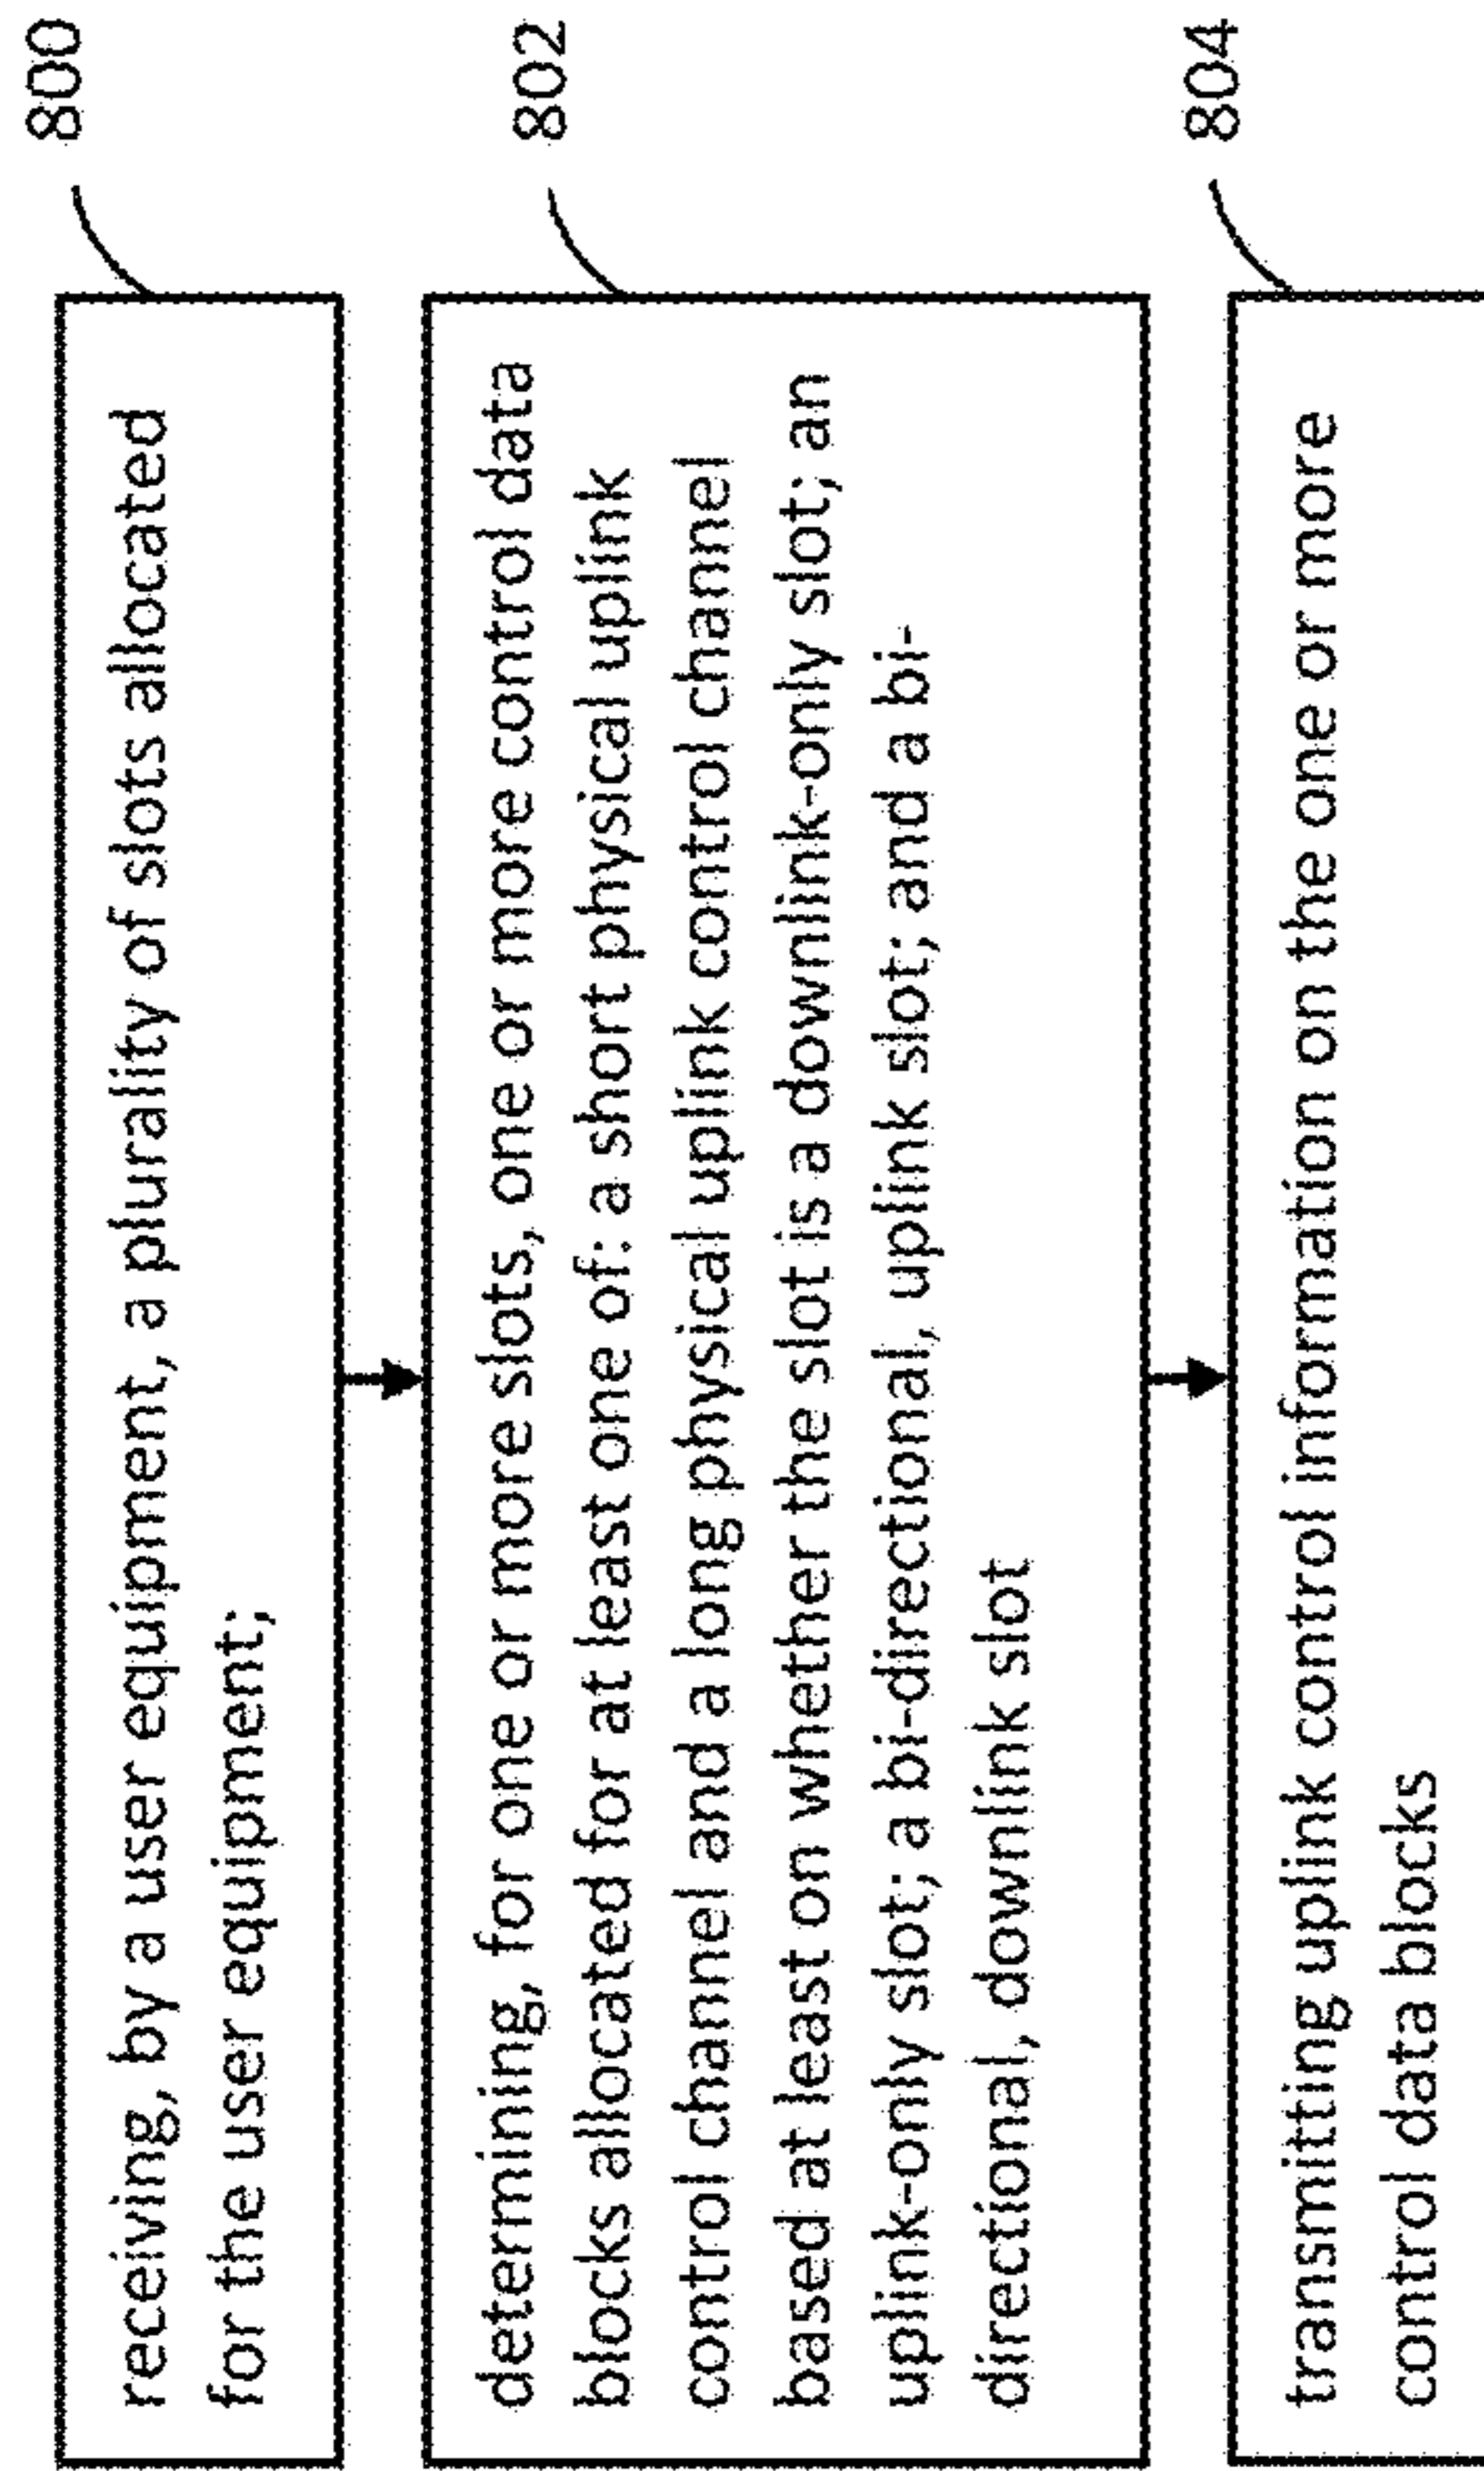 800
receiving, by a user equipment, a plurality of slots allocated
for the user equipment;
802
determining, for one or more slots, one or more control data
blocks allocated for at least one of: a short physical uplink
control channel and a long physical uplink control channel
based at least on whether the slot is a downlink-only slot; an
uplink-only slot; a bi-directional, uplink slot; and a bi-
directional, downlink slot
804
transmitting uplink control information on the one or more
control data blocks